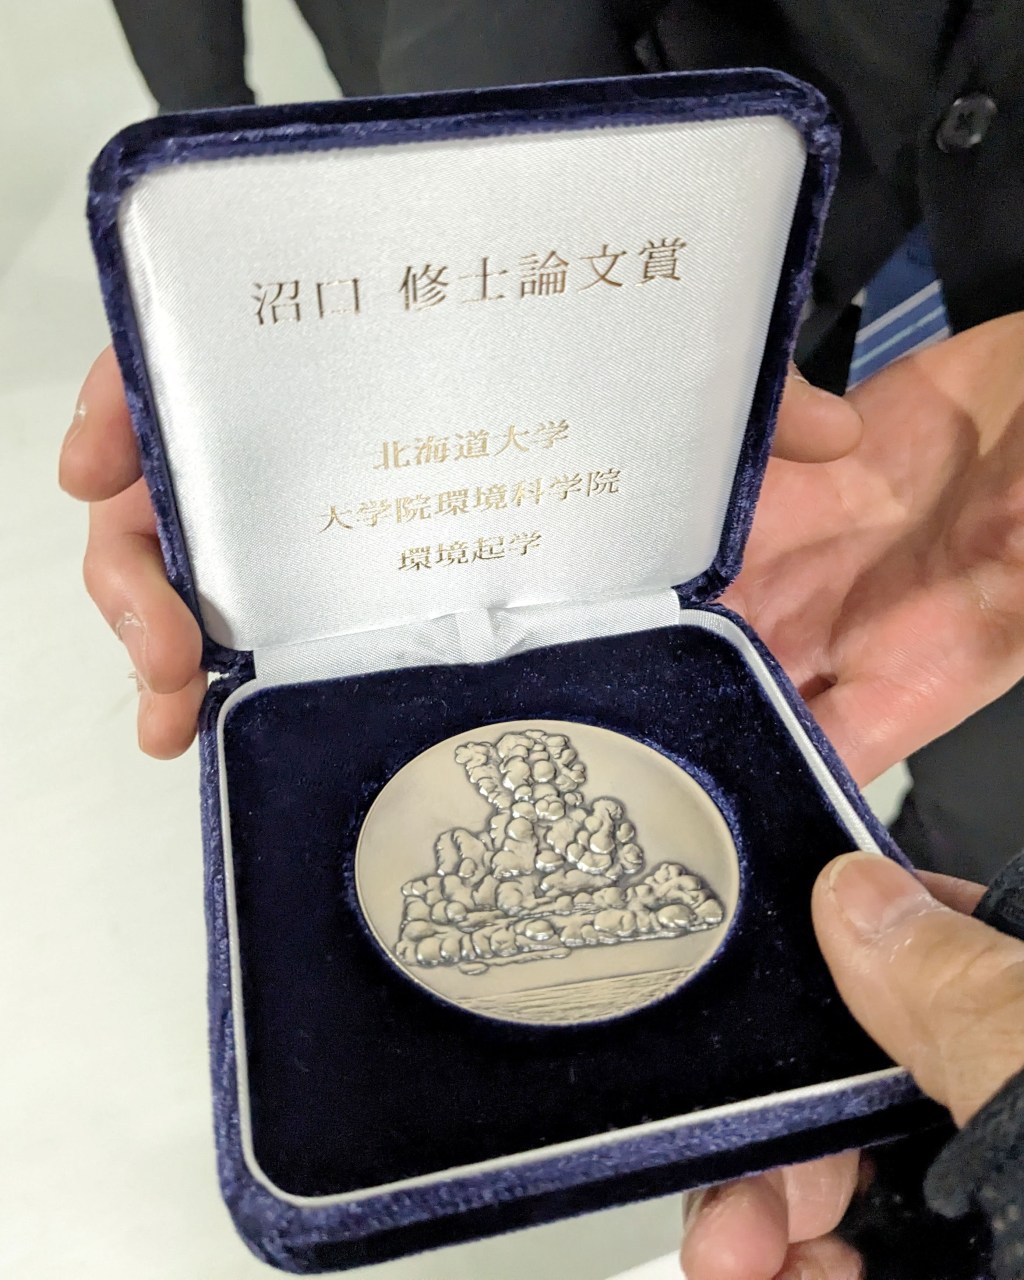 沼口 修士論文賞
北海道大学
大学院環境科学院
環境起学